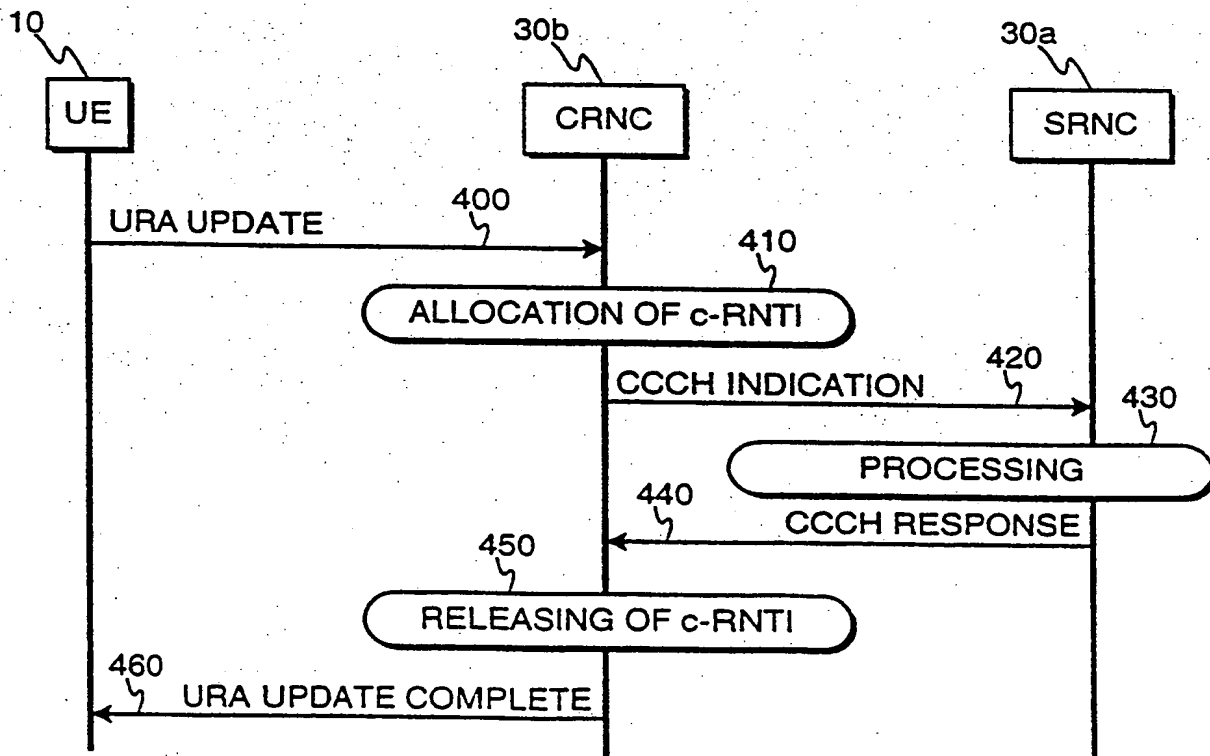 10
30b
30a
UE
CRNC
SRNC
URA UPDATE
400
410
ALLOCATION OF c-RNTI
420
CCCH INDICATION
430
PROCESSING
440
CCCH RESPONSE
450
RELEASING OF c-RNTI
460
URA UPDATE COMPLETE